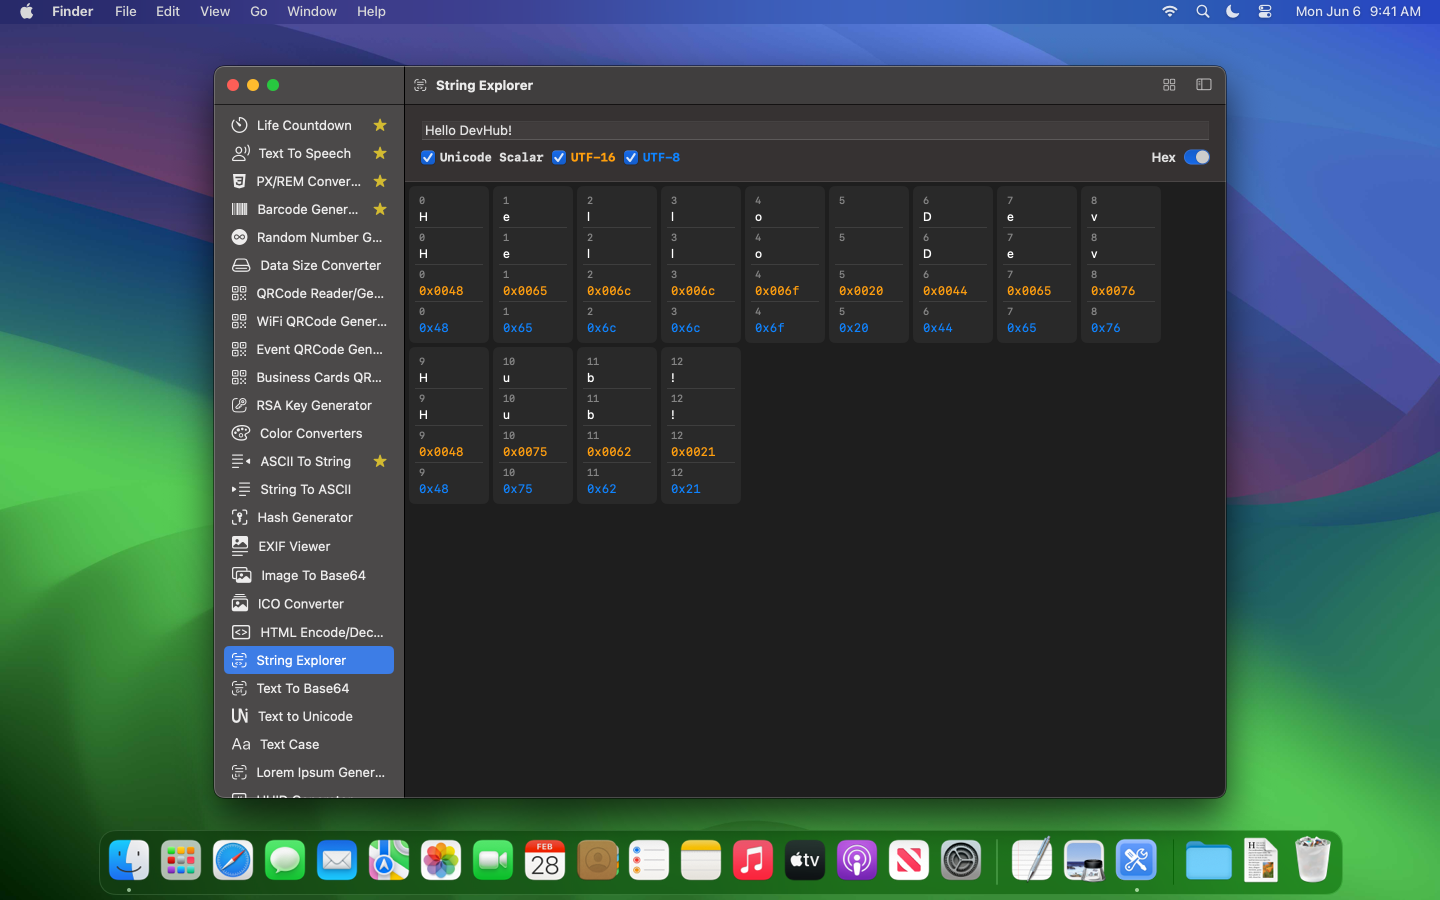 Finder File Edit View Go Window Help Mon Jun 6 9:41 AM
String Explorer
Life Countdown
Text To Speech
PX/REM Conver...
Barcode Gener...
Random Number G...
Data Size Converter
QRCode Reader/Ge...
WiFi QRCode Gener...
Event QRCode Gen...
Business Cards QR...
RSA Key Generator
Color Converters
ASCII To String
String To ASCII
Hash Generator
EXIF Viewer
Image To Base64
ICO Converter
HTML Encode/Dec...
String Explorer
Text To Base64
Text to Unicode
Aa Text Case
Lorem Ipsum Gener...
Hello DevHub!
Unicode Scalar UTF-16 UTF-8 Hex
0 1 2 3 4 5 6 7 8
H e l l o D e v
0 1 2 3 4 5 6 7 8
H e l l o D e v
0 1 2 3 4 5 6 7 8
0x0048 0x0065 0x006c 0x006c 0x006f 0x0020 0x0044 0x0065 0x0076
0 1 2 3 4 5 6 7 8
0x48 0x65 0x6c 0x6c 0x6f 0x20 0x44 0x65 0x76
9 10 11 12
H u b !
9 10 11 12
H u b !
9 10 11 12
0x0048 0x0075 0x0062 0x0021
9 10 11 12
0x48 0x75 0x62 0x21
FEB
28
tv